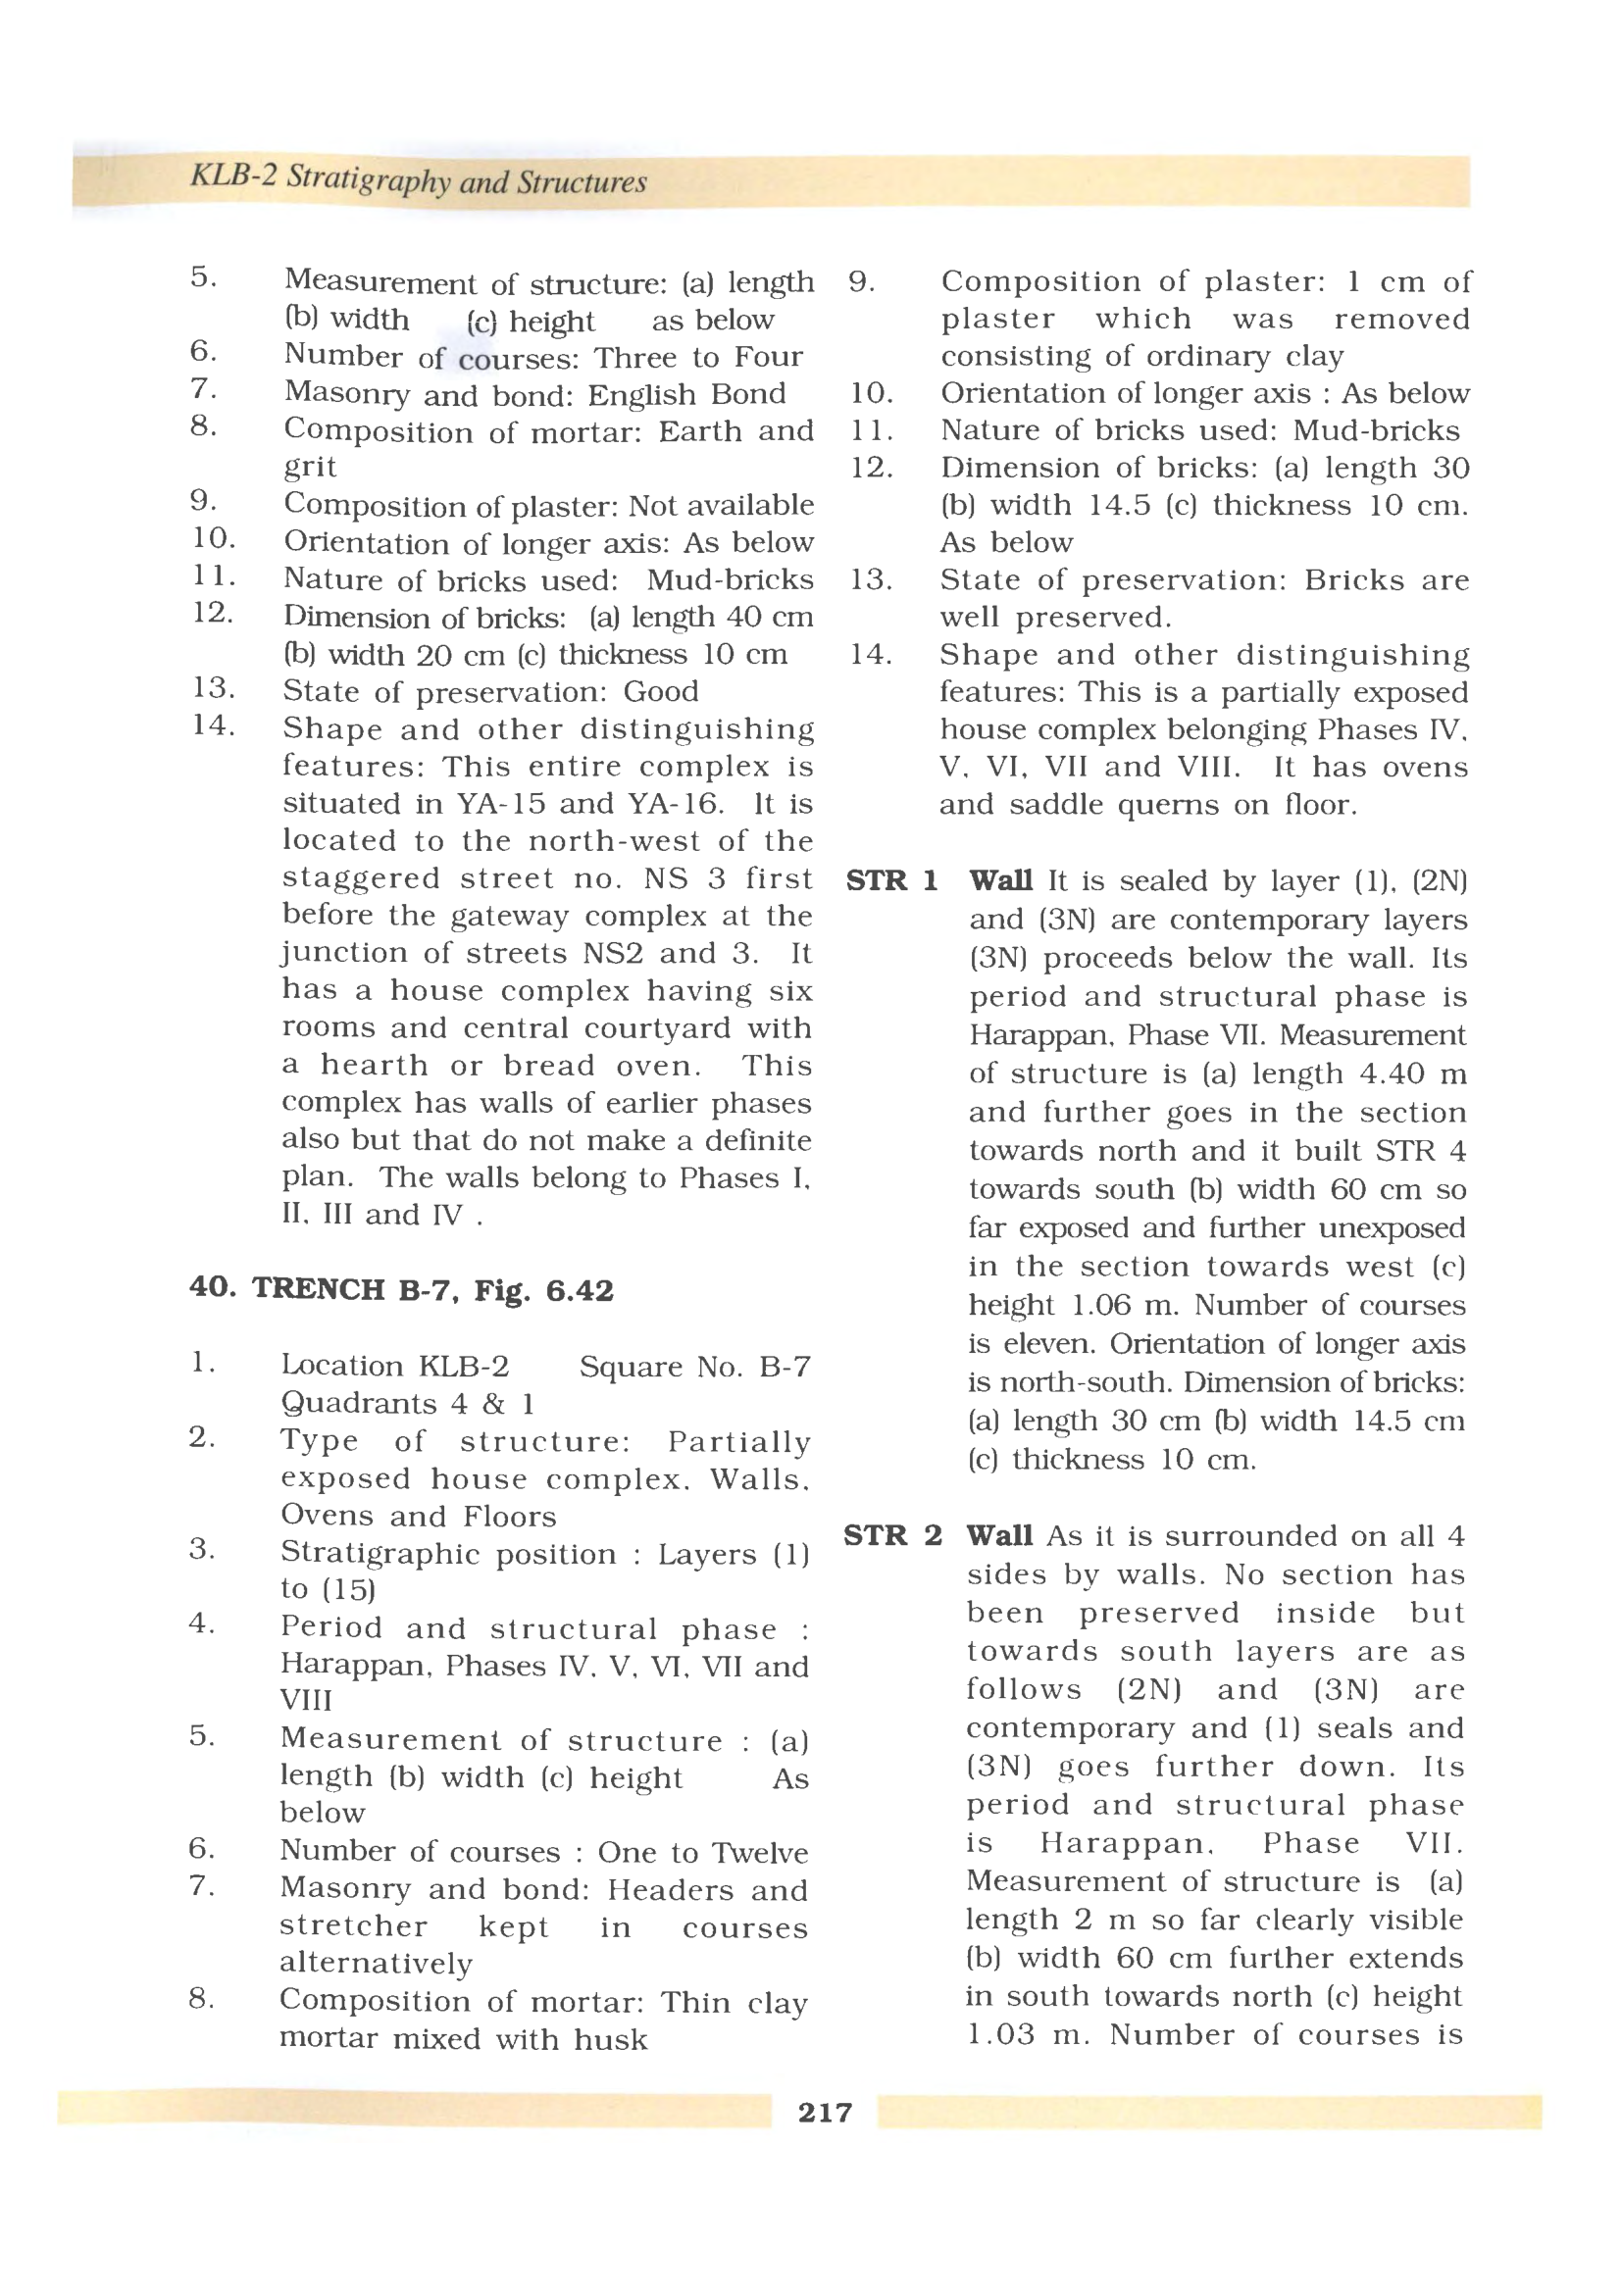 KLB-2 Stratigraphy and Structures
5. Measurement of structure: (a) length
(b) width (c) height as below
6. Number of courses: Three to Four
7. Masonry and bond: English Bond
8. Composition of mortar: Earth and
grit
9. Composition of plaster: Not available
10. Orientation of longer axis: As below
11. Nature of bricks used: Mud-bricks
12. Dimension of bricks: (a) length 40 cm
(b) width 20 cm (c) thickness 10 cm
13. State of preservation: Good
14. Shape and other distinguishing
features: This entire complex is
situated in YA-15 and YA-16. It is
located to the north-west of the
staggered street no. NS 3 first
before the gateway complex at the
junction of streets NS2 and 3. It
has a house complex having six
rooms and central courtyard with
a hearth or bread oven. This
complex has walls of earlier phases
also but that do not make a definite
plan. The walls belong to Phases I,
II, III and IV .
40. TRENCH B-7, Fig. 6.42
1. Location KLB-2 Square No. B-7
Quadrants 4 & 1
2. Type of structure: Partially
exposed house complex. Walls,
Ovens and Floors
3. Stratigraphic position : Layers (1)
to (15)
4. Period and structural phase :
Harappan, Phases IV, V, VI, VII and
VIII
5. Measurement of structure : (a)
length (b) width (c) height As
below
6. Number of courses : One to Twelve
7. Masonry and bond: Headers and
stretcher kept in courses
alternatively
8. Composition of mortar: Thin clay
mortar mixed with husk
9. Composition of plaster: 1 cm of
plaster which was removed
consisting of ordinary clay
10. Orientation of longer axis : As below
11. Nature of bricks used: Mud-bricks
12. Dimension of bricks: (a) length 30
(b) width 14.5 (c) thickness 10 cm.
As below
13. State of preservation: Bricks are
well preserved.
14. Shape and other distinguishing
features: This is a partially exposed
house complex belonging Phases IV,
V, VI, VII and VIII. It has ovens
and saddle querns on floor.
STR 1 Wall It is sealed by layer (1), (2N)
and (3N) are contemporary layers
(3N) proceeds below the wall. Its
period and structural phase is
Harappan, Phase VII. Measurement
of structure is (a) length 4.40 m
and further goes in the section
towards north and it built STR 4
towards south (b) width 60 cm so
far exposed and further unexposed
in the section towards west (c)
height 1.06 m. Number of courses
is eleven. Orientation of longer axis
is north-south. Dimension of bricks:
(a) length 30 cm (b) width 14.5 cm
(c) thickness 10 cm.
STR 2 Wall As it is surrounded on all 4
sides by walls. No section has
been preserved inside but
towards south layers are as
follows (2N) and (3N) are
contemporary and (1) seals and
(3N) goes further down. Its
period and structural phase
is Harappan, Phase VII.
Measurement of structure is (a)
length 2 m so far clearly visible
(b) width 60 cm further extends
in south towards north (c) height
1.03 m. Number of courses is
217